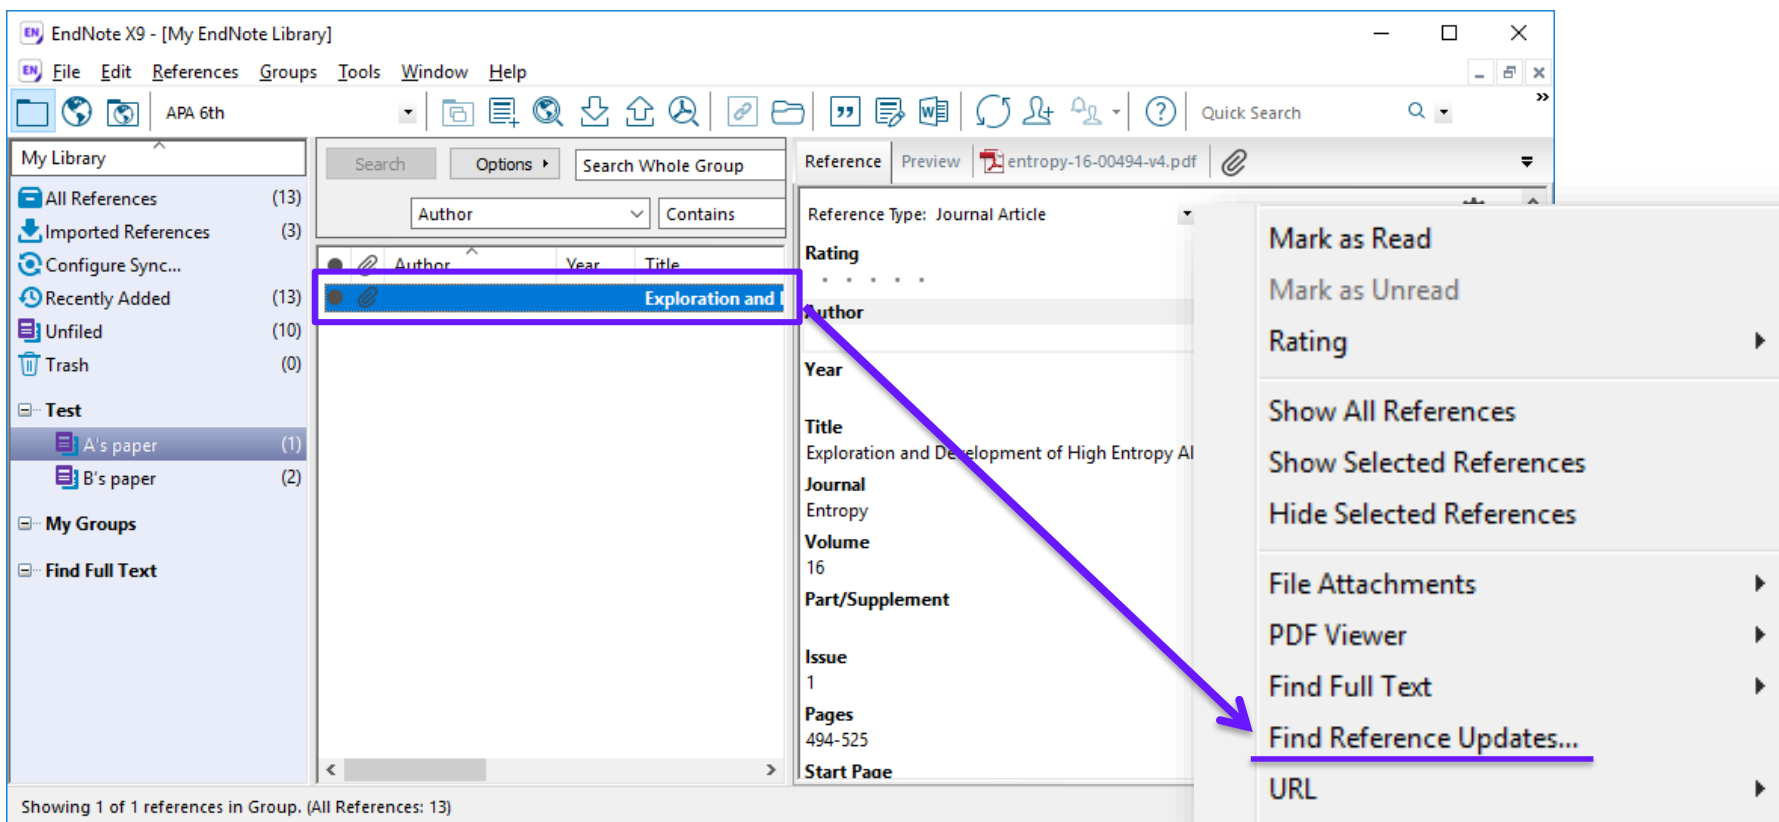 EndNote X9 - [My EndNote Library]
File Edit References Groups Tools Window Help
APA 6th
Quick Search
My Library
All References (13)
Imported References (3)
Configure Sync...
Recently Added (13)
Unfiled (10)
Trash (0)
Test
A's paper (1)
B's paper (2)
My Groups
Find Full Text
Search Options Search Whole Group
Author Contains
Author Year Title
Exploration and
Reference Preview entropy-16-00494-v4.pdf
Reference Type: Journal Article
Rating
Author
Year
Title
Exploration and Development of High Entropy Al
Journal
Entropy
Volume
16
Part/Supplement
Issue
1
Pages
494-525
Start Page
Mark as Read
Mark as Unread
Rating
Show All References
Show Selected References
Hide Selected References
File Attachments
PDF Viewer
Find Full Text
Find Reference Updates...
URL
Showing 1 of 1 references in Group. (All References: 13)